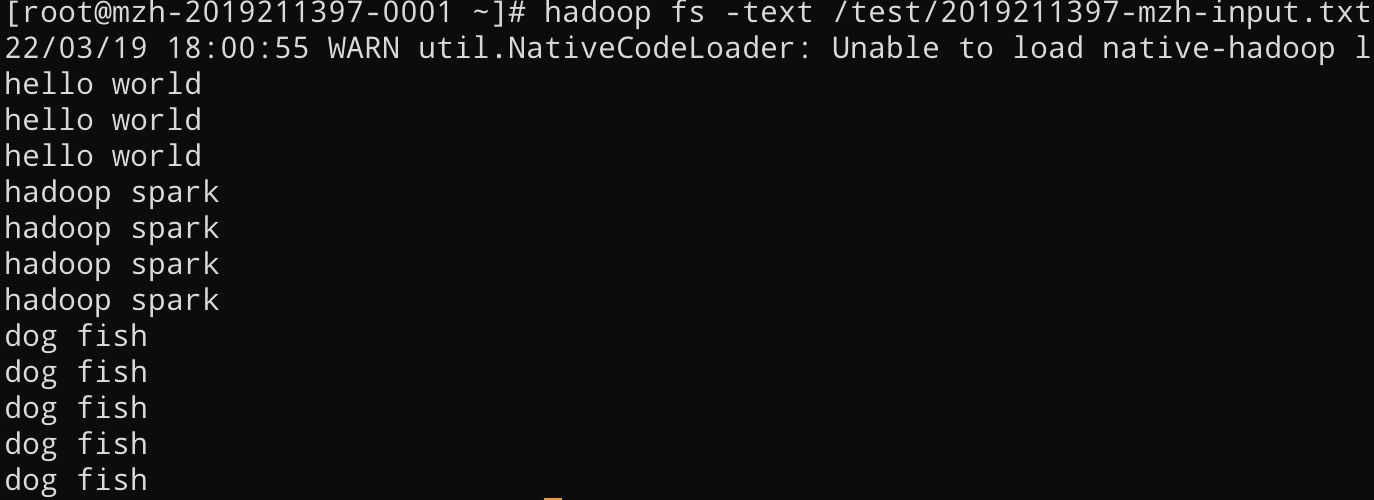 [root@mzh-2019211397-0001 ~]# hadoop fs -text /test/2019211397-mzh-input.txt
22/03/19 18:00:55 WARN util.NativeCodeLoader: Unable to load native-hadoop l
hello world
hello world
hello world
hadoop spark
hadoop spark
hadoop spark
hadoop spark
dog fish
dog fish
dog fish
dog fish
dog fish